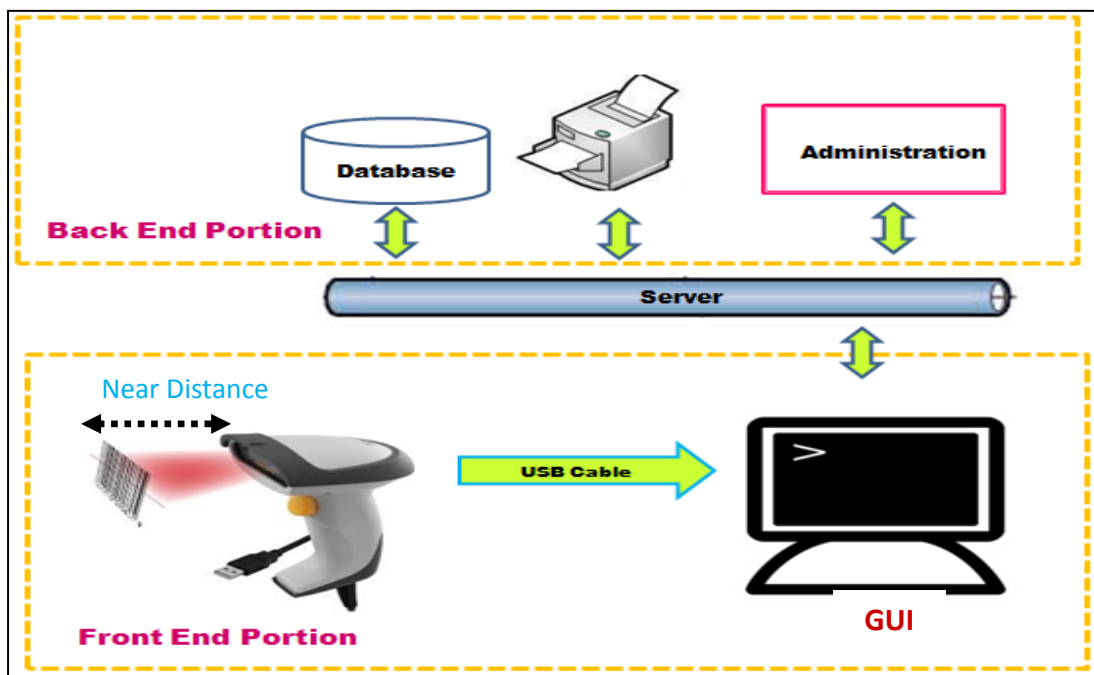 Database
Administration
Back End Portion
Server
Near Distance
USB Cable
>
GUI
Front End Portion